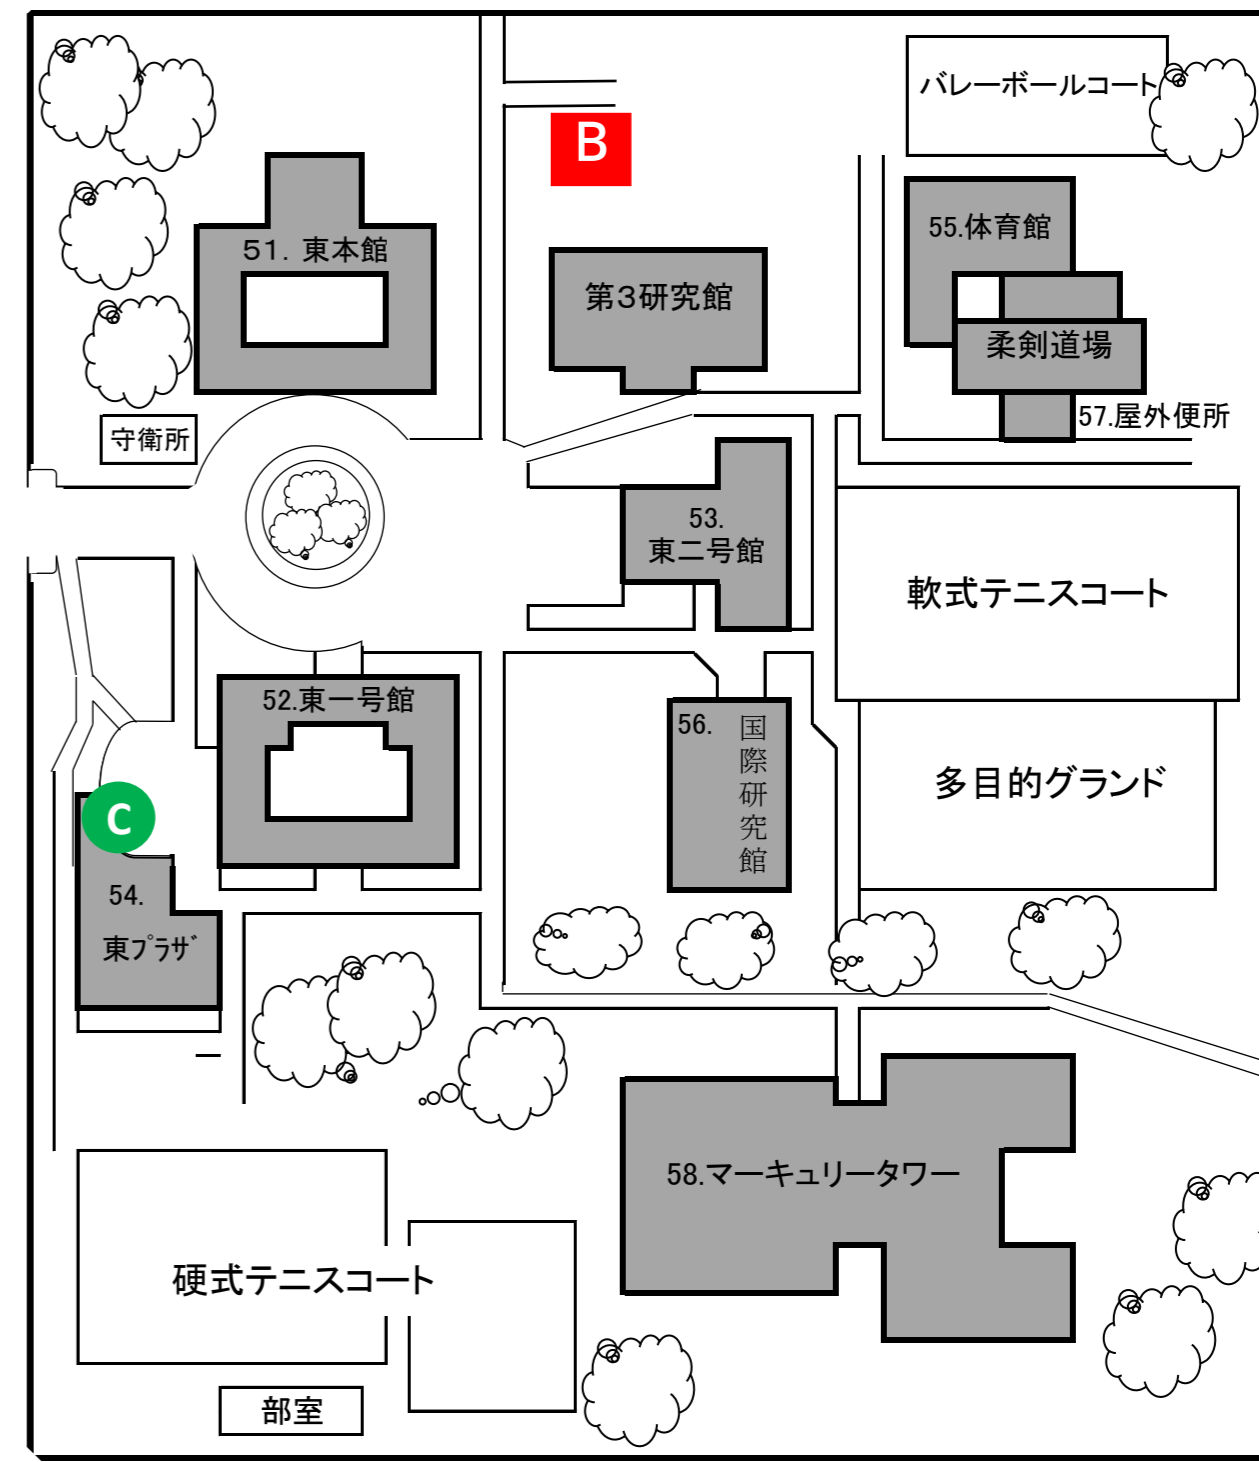 バレーボールコート
B
51. 東本館
55.体育館
第3研究館
柔剣道場
57.屋外便所
守衛所
53.
東二号館
軟式テニスコート
52.東一号館
56.
国際研究館
多目的グランド
C
54.
東プラザ
58.マーキュリータワー
硬式テニスコート
部室